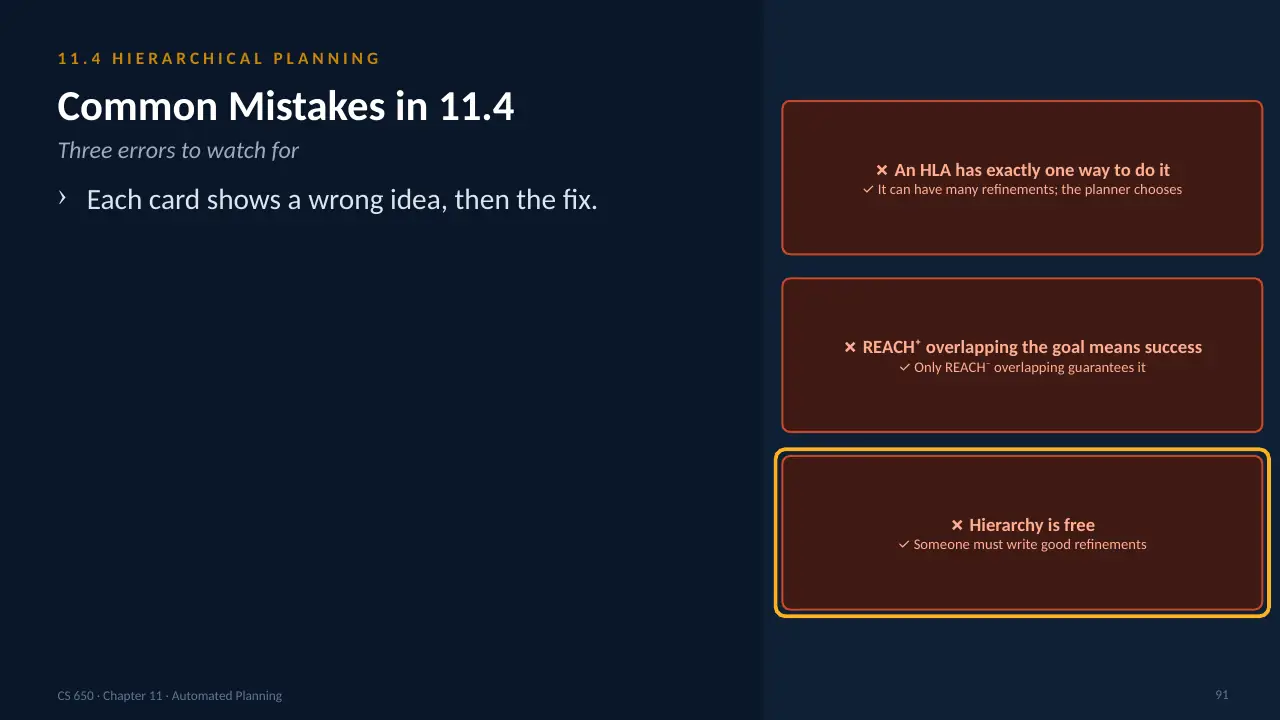 11.4 HIERARCHICAL PLANNING
Common Mistakes in 11.4
Three errors to watch for
› Each card shows a wrong idea, then the fix.
✕ An HLA has exactly one way to do it
✓ It can have many refinements; the planner chooses
✕ REACH⁺ overlapping the goal means success
✓ Only REACH⁻ overlapping guarantees it
✕ Hierarchy is free
✓ Someone must write good refinements
CS 650 · Chapter 11 · Automated Planning
91